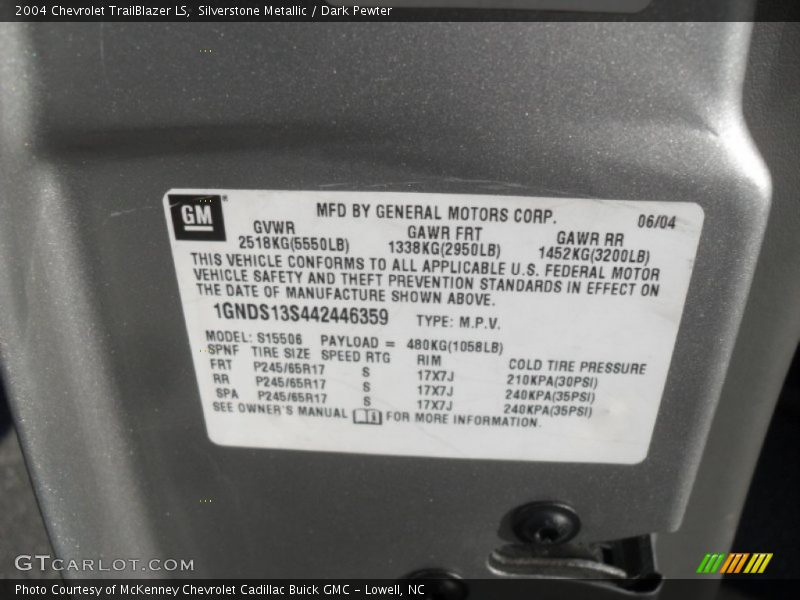 2004 Chevrolet TrailBlazer LS, Silverstone Metallic / Dark Pewter
GM
MFD BY GENERAL MOTORS CORP. 06/04
GVWR GAWR FRT GAWR RR
2518KG(5550LB) 1338KG(2950LB) 1452KG(3200LB)
THIS VEHICLE CONFORMS TO ALL APPLICABLE U.S. FEDERAL MOTOR
VEHICLE SAFETY AND THEFT PREVENTION STANDARDS IN EFFECT ON
THE DATE OF MANUFACTURE SHOWN ABOVE.
1GNDS13S442446359 TYPE: M.P.V.
MODEL: S15506 PAYLOAD = 480KG(1058LB)
SPNF TIRE SIZE SPEED RTG RIM COLD TIRE PRESSURE
FRT P245/65R17 S 17X7J 210KPA(30PSI)
RR P245/65R17 S 17X7J 240KPA(35PSI)
SPA P245/65R17 S 17X7J 240KPA(35PSI)
SEE OWNER'S MANUAL FOR MORE INFORMATION.
GTCARLOT.COM
Photo Courtesy of McKenney Chevrolet Cadillac Buick GMC - Lowell, NC